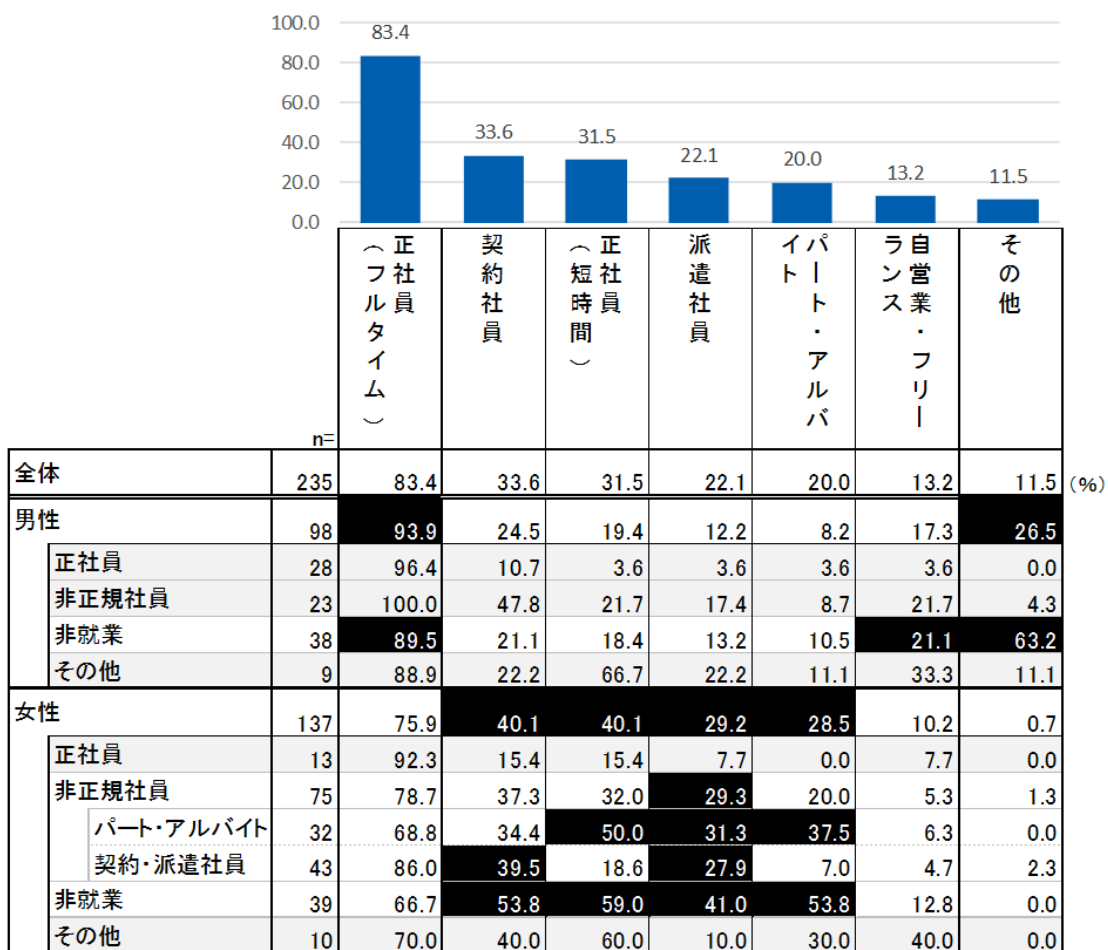 100.0
80.0
60.0
40.0
20.0
0.0
83.4
33.6
31.5
22.1
20.0
13.2
11.5
正社員
（フルタイム）
契約社員
正社員
（短時間）
派遣社員
パート・アルバ
イト
自営業・フリー
ランス
その他
n=
全体 235 83.4 33.6 31.5 22.1 20.0 13.2 11.5 (%)
男性 98 93.9 24.5 19.4 12.2 8.2 17.3 26.5
正社員 28 96.4 10.7 3.6 3.6 3.6 3.6 0.0
非正規社員 23 100.0 47.8 21.7 17.4 8.7 21.7 4.3
非就業 38 89.5 21.1 18.4 13.2 10.5 21.1 63.2
その他 9 88.9 22.2 66.7 22.2 11.1 33.3 11.1
女性 137 75.9 40.1 40.1 29.2 28.5 10.2 0.7
正社員 13 92.3 15.4 15.4 7.7 0.0 7.7 0.0
非正規社員 75 78.7 37.3 32.0 29.3 20.0 5.3 1.3
パート・アルバイト 32 68.8 34.4 50.0 31.3 37.5 6.3 0.0
契約・派遣社員 43 86.0 39.5 18.6 27.9 7.0 4.7 2.3
非就業 39 66.7 53.8 59.0 41.0 53.8 12.8 0.0
その他 10 70.0 40.0 60.0 10.0 30.0 40.0 0.0